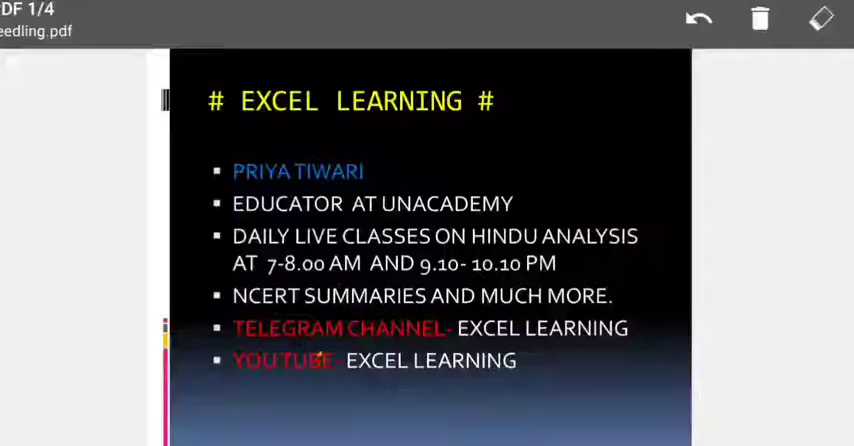 DF 1/4
eedling.pdf
# EXCEL LEARNING #
PRIYA TIWARI
EDUCATOR AT UNACADEMY
DAILY LIVE CLASSES ON HINDU ANALYSIS
AT 7-8.00 AM AND 9.10- 10.10 PM
NCERT SUMMARIES AND MUCH MORE.
TELEGRAM CHANNEL- EXCEL LEARNING
YOU TUBE- EXCEL LEARNING